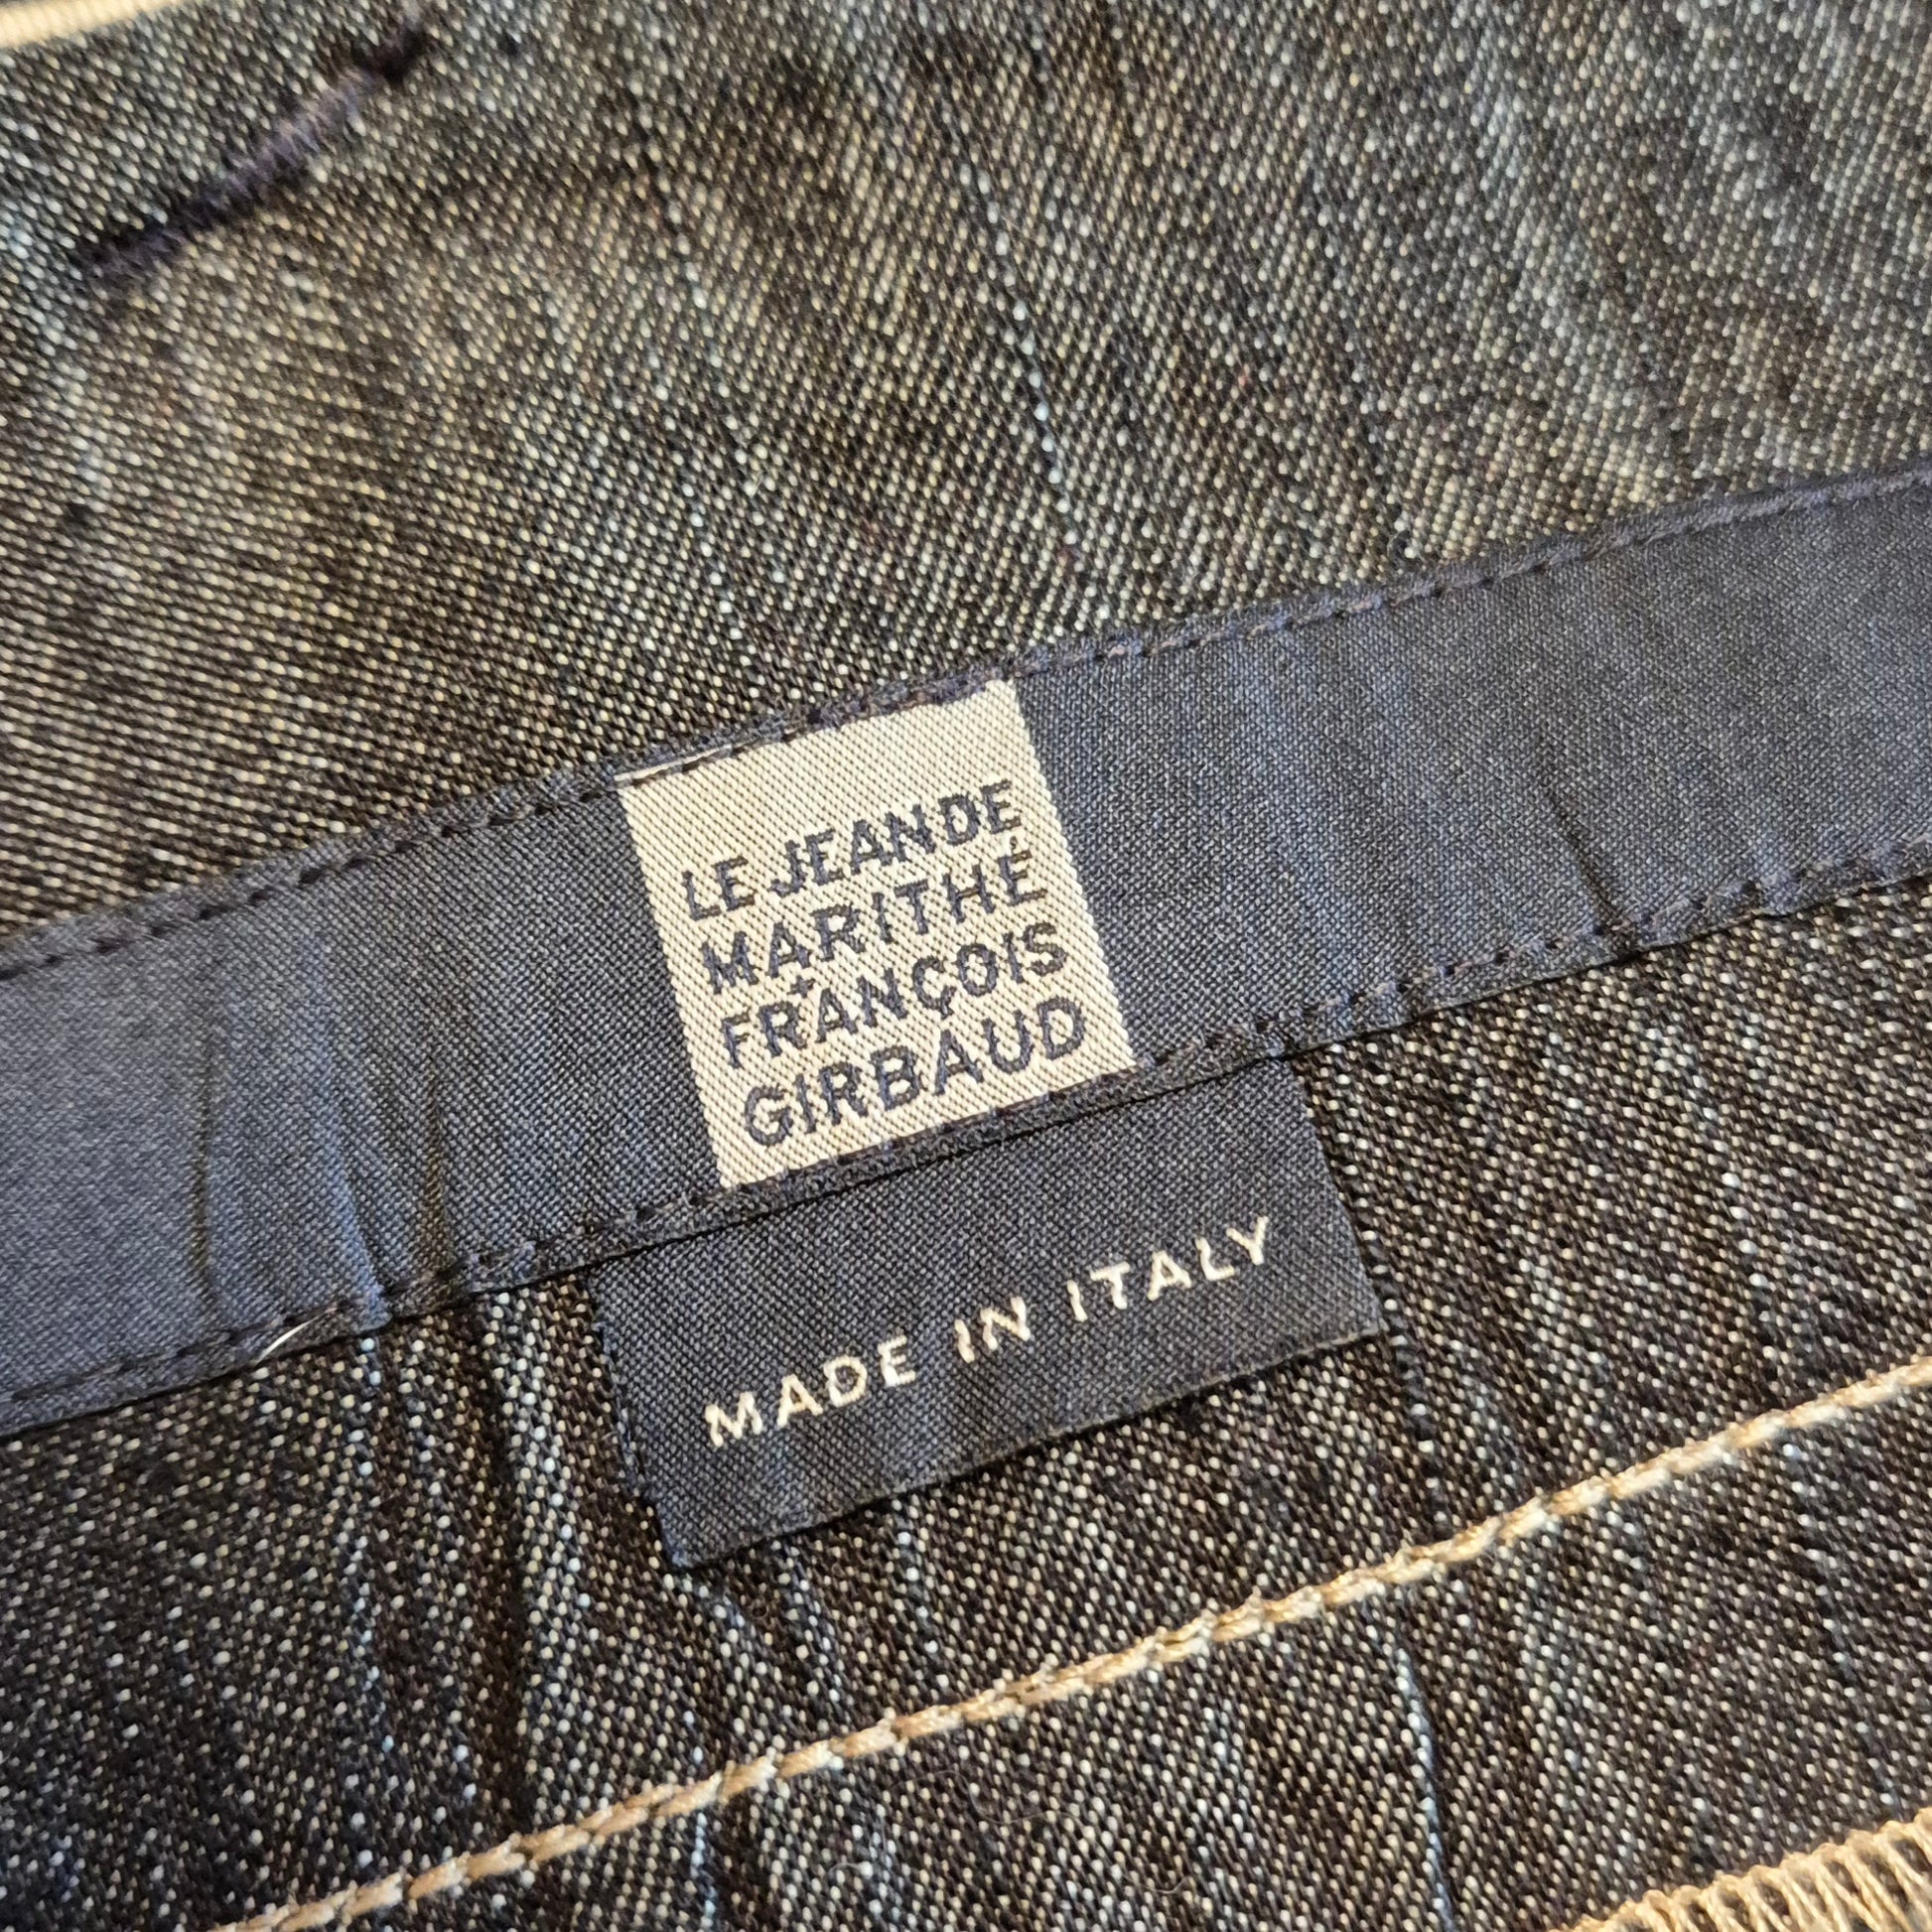 LE JEAN DE
MARITHÉ
+
FRANÇOIS
GIRBAUD
MADE IN ITALY